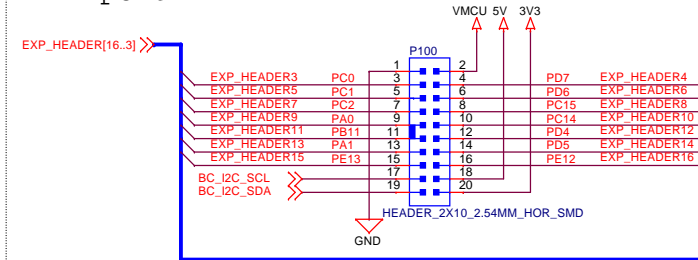 VMCU 5V 3V3
EXP_HEADER[16..3]
P100
1 2
EXP_HEADER3 PC0 3 4 PD7 EXP_HEADER4
EXP_HEADER5 PC1 5 6 PD6 EXP_HEADER6
EXP_HEADER7 PC2 7 8 PC15 EXP_HEADER8
EXP_HEADER9 PA0 9 10 PC14 EXP_HEADER10
EXP_HEADER11 PB11 11 12 PD4 EXP_HEADER12
EXP_HEADER13 PA1 13 14 PD5 EXP_HEADER14
EXP_HEADER15 PE13 15 16 PE12 EXP_HEADER16
BC_I2C_SCL 17 18
BC_I2C_SDA 19 20
HEADER_2X10_2.54MM_HOR_SMD
GND